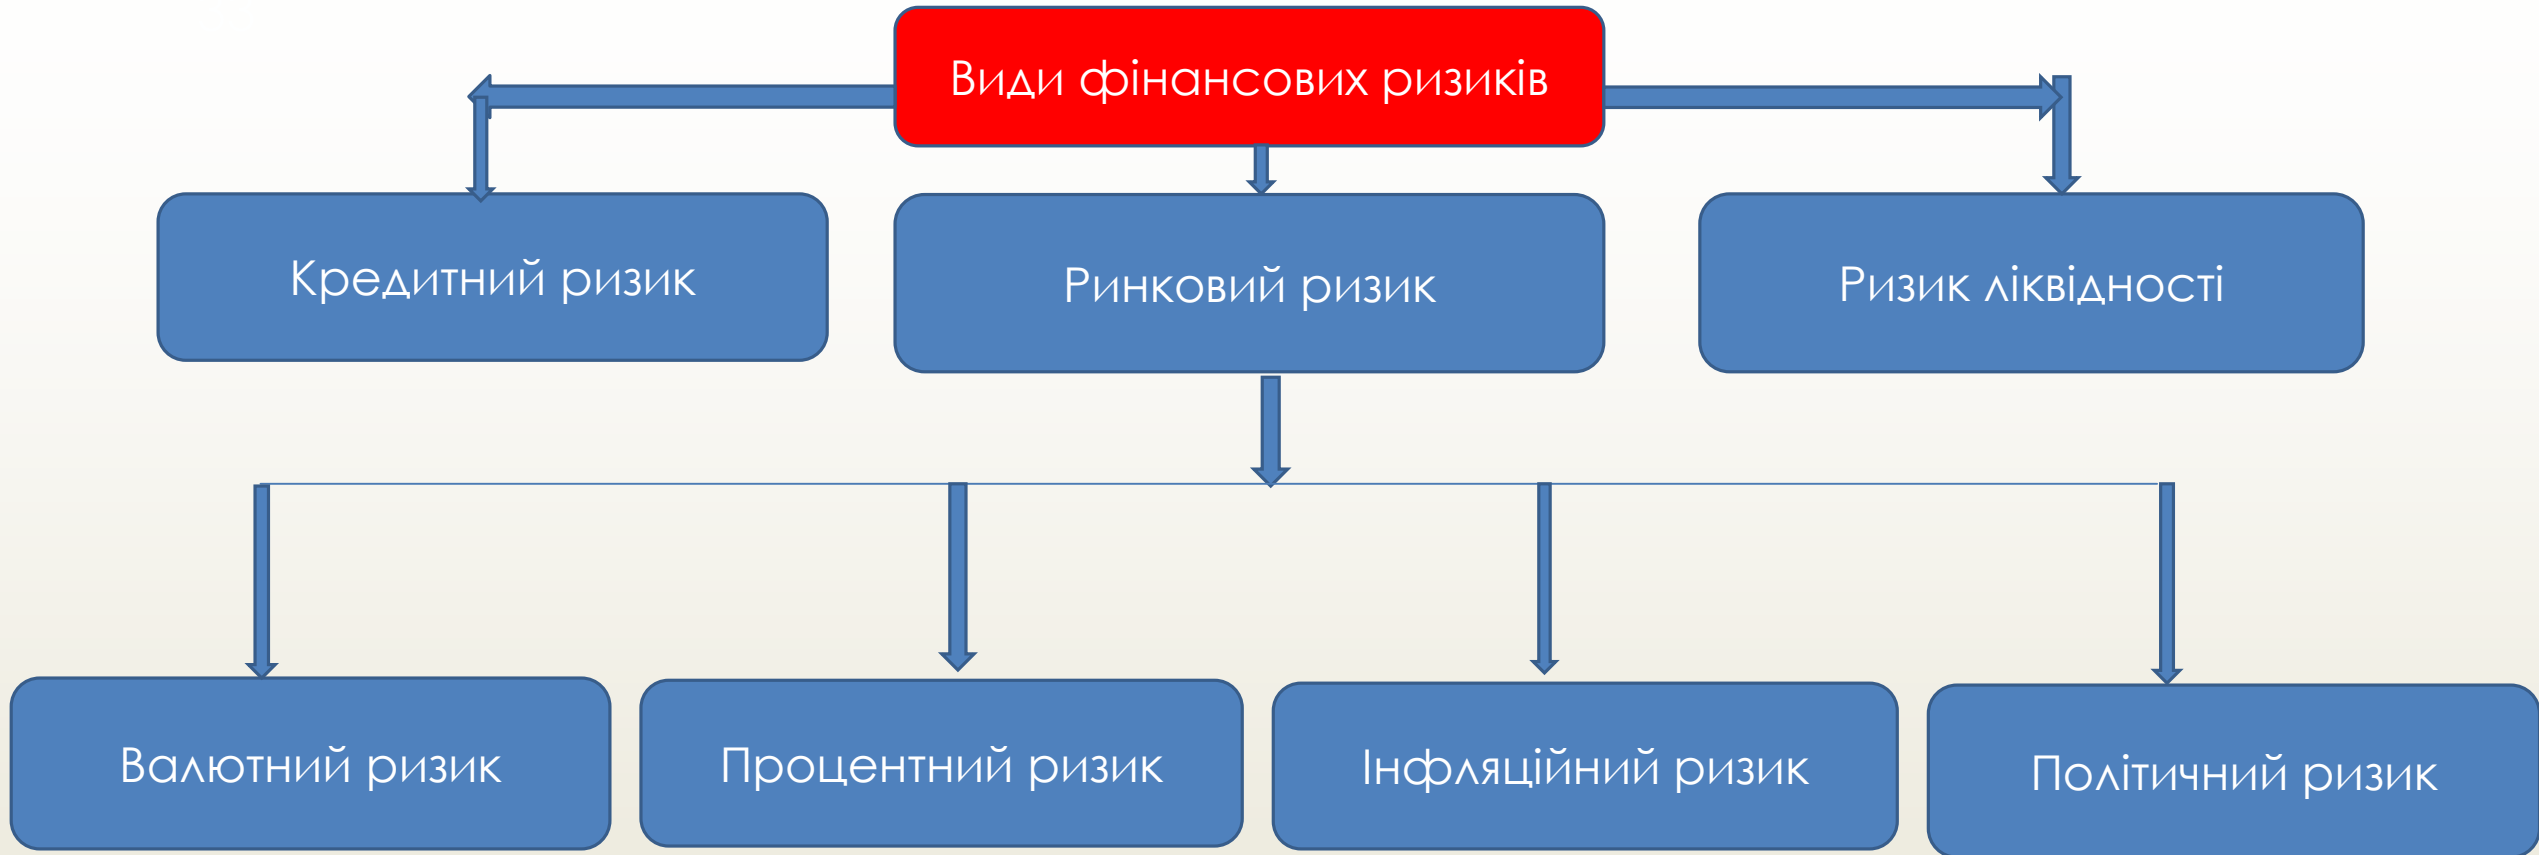 Види фінансових ризиків
Кредитний ризик
Ринковий ризик
Ризик ліквідності
Валютний ризик
Процентний ризик
Інфляційний ризик
Політичний ризик